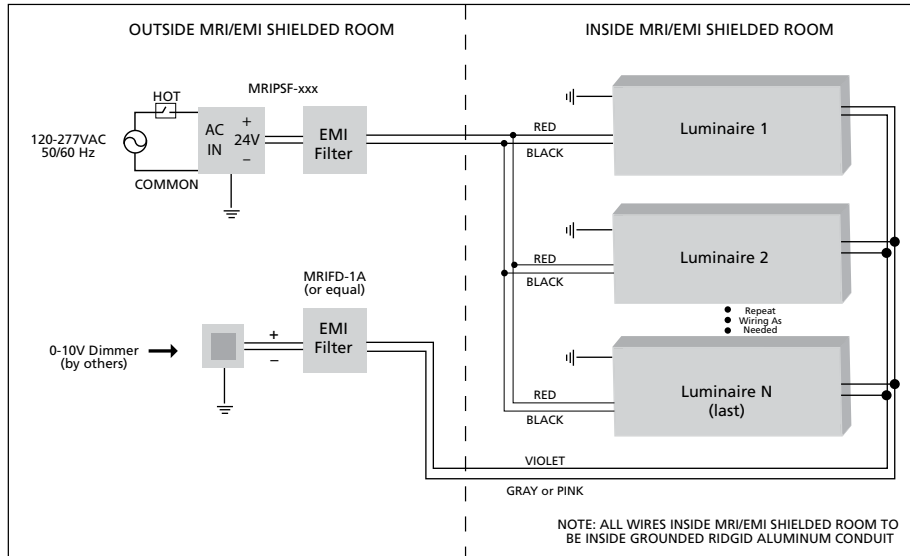 OUTSIDE MRI/EMI SHIELDED ROOM
INSIDE MRI/EMI SHIELDED ROOM
MRIPSF-xxx
HOT
120-277VAC
50/60 Hz
COMMON
AC
IN
+
24V
–
EMI
Filter
RED
BLACK
Luminaire 1
RED
BLACK
Luminaire 2
Repeat
Wiring As
Needed
MRIFD-1A
(or equal)
0-10V Dimmer
(by others)
+
–
EMI
Filter
RED
BLACK
Luminaire N
(last)
VIOLET
GRAY or PINK
NOTE: ALL WIRES INSIDE MRI/EMI SHIELDED ROOM TO
BE INSIDE GROUNDED RIDGID ALUMINUM CONDUIT